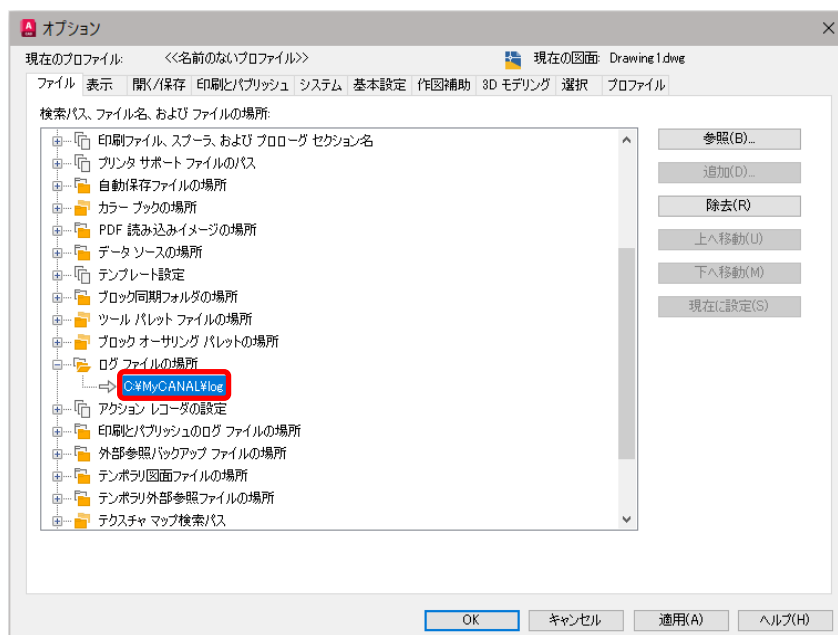 オプション
現在のプロファイル: <<名前のないプロファイル>> 現在の図面: Drawing1.dwg
ファイル 表示 開く/保存 印刷とパブリッシュ システム 基本設定 作図補助 3D モデリング 選択 プロファイル
検索パス、ファイル名、および ファイルの場所:
印刷ファイル、スプーラ、および プロローグ セクション名
プリンタ サポート ファイルのパス
自動保存ファイルの場所
カラー ブックの場所
PDF 読み込みイメージの場所
データ ソースの場所
テンプレート設定
ブロック同期フォルダの場所
ツール パレット ファイルの場所
ブロック オーサリング パレットの場所
ログ ファイルの場所
C:¥MyCANAL¥log
アクション レコーダの設定
印刷とパブリッシュのログ ファイルの場所
外部参照バックアップ ファイルの場所
テンポラリ図面ファイルの場所
テンポラリ外部参照ファイルの場所
テクスチャ マップ検索パス
参照(B)...
追加(D)...
除去(R)
上へ移動(U)
下へ移動(M)
現在に設定(S)
OK キャンセル 適用(A) ヘルプ(H)